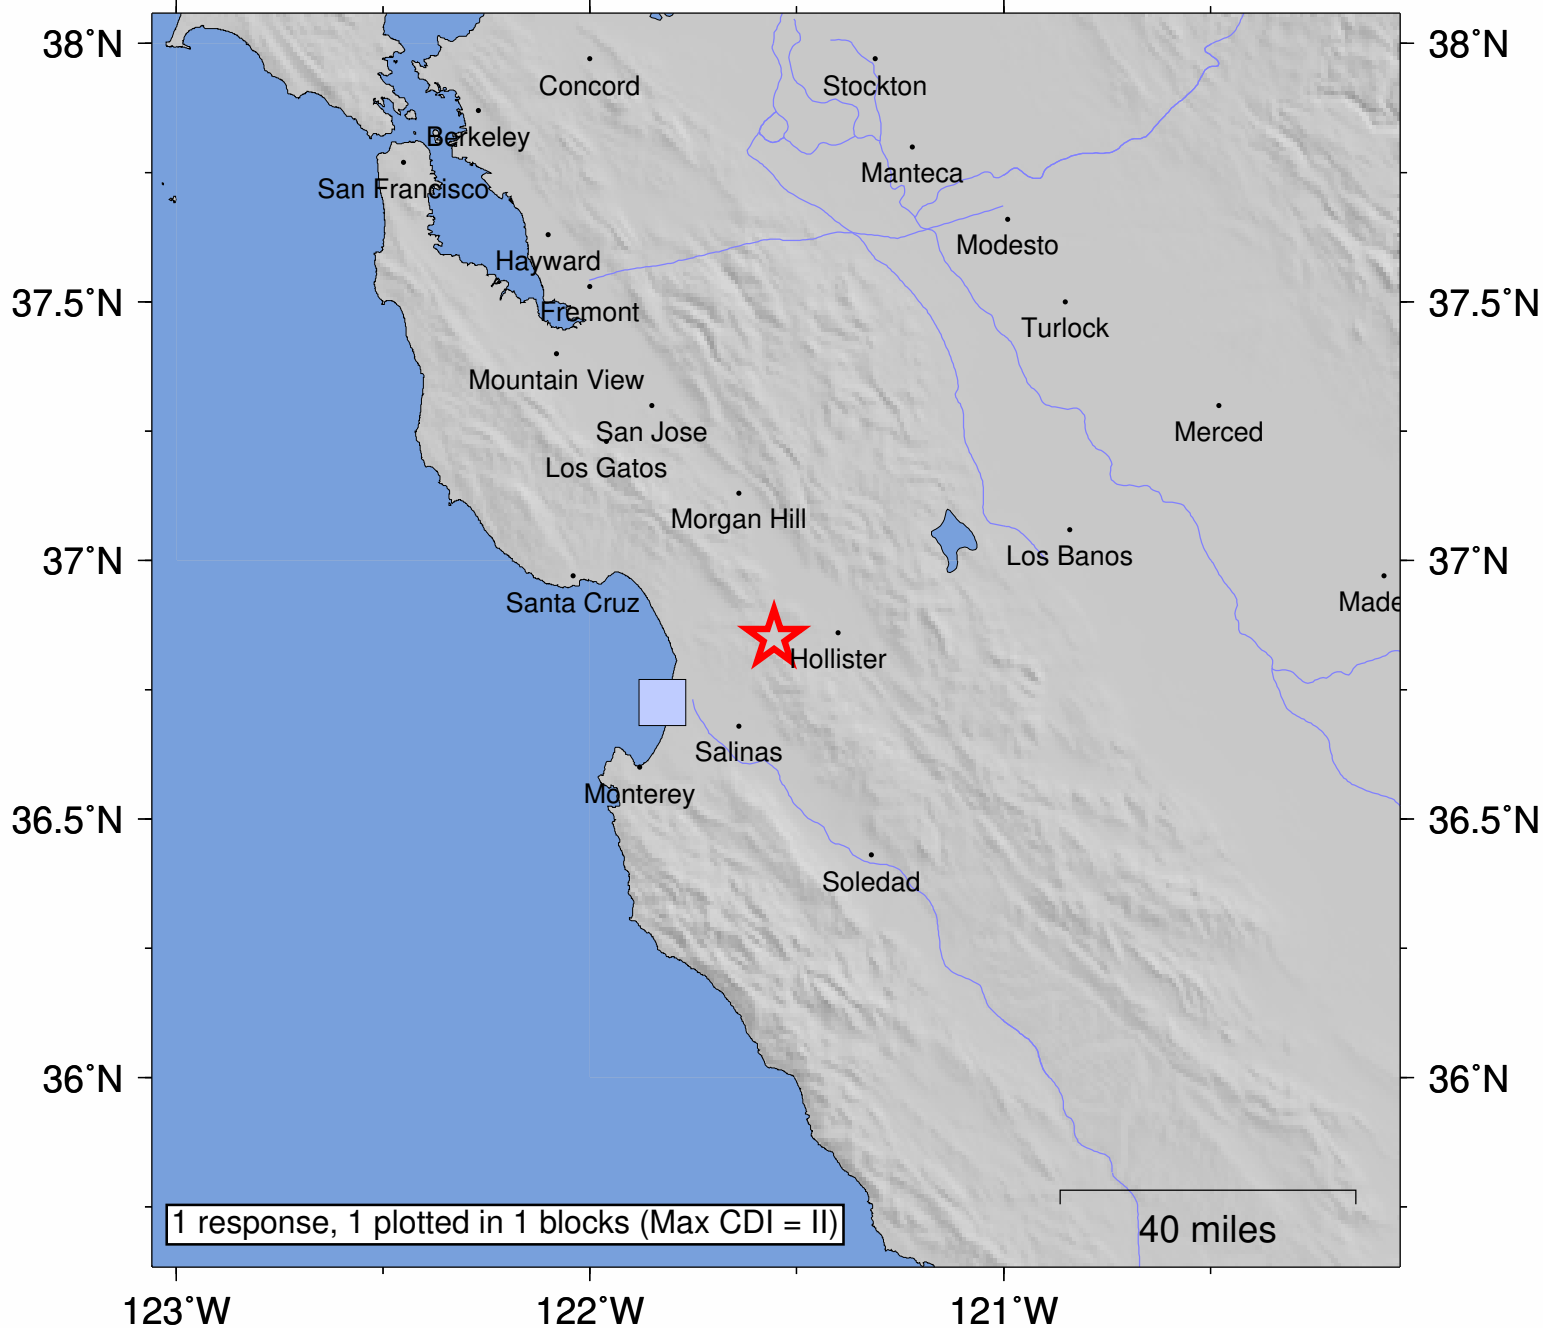 38˚N
38˚N
Concord
Stockton
Berkeley
Manteca
San Francisco
Modesto
Hayward
37.5˚N
37.5˚N
Fremont
Turlock
Mountain View
San Jose
Merced
Los Gatos
Morgan Hill
37˚N
Los Banos
37˚N
Santa Cruz
Made
Hollister
Salinas
Monterey
36.5˚N
36.5˚N
Soledad
36˚N
36˚N
1 response, 1 plotted in 1 blocks (Max CDI = II)
40 miles
123˚W
122˚W
121˚W